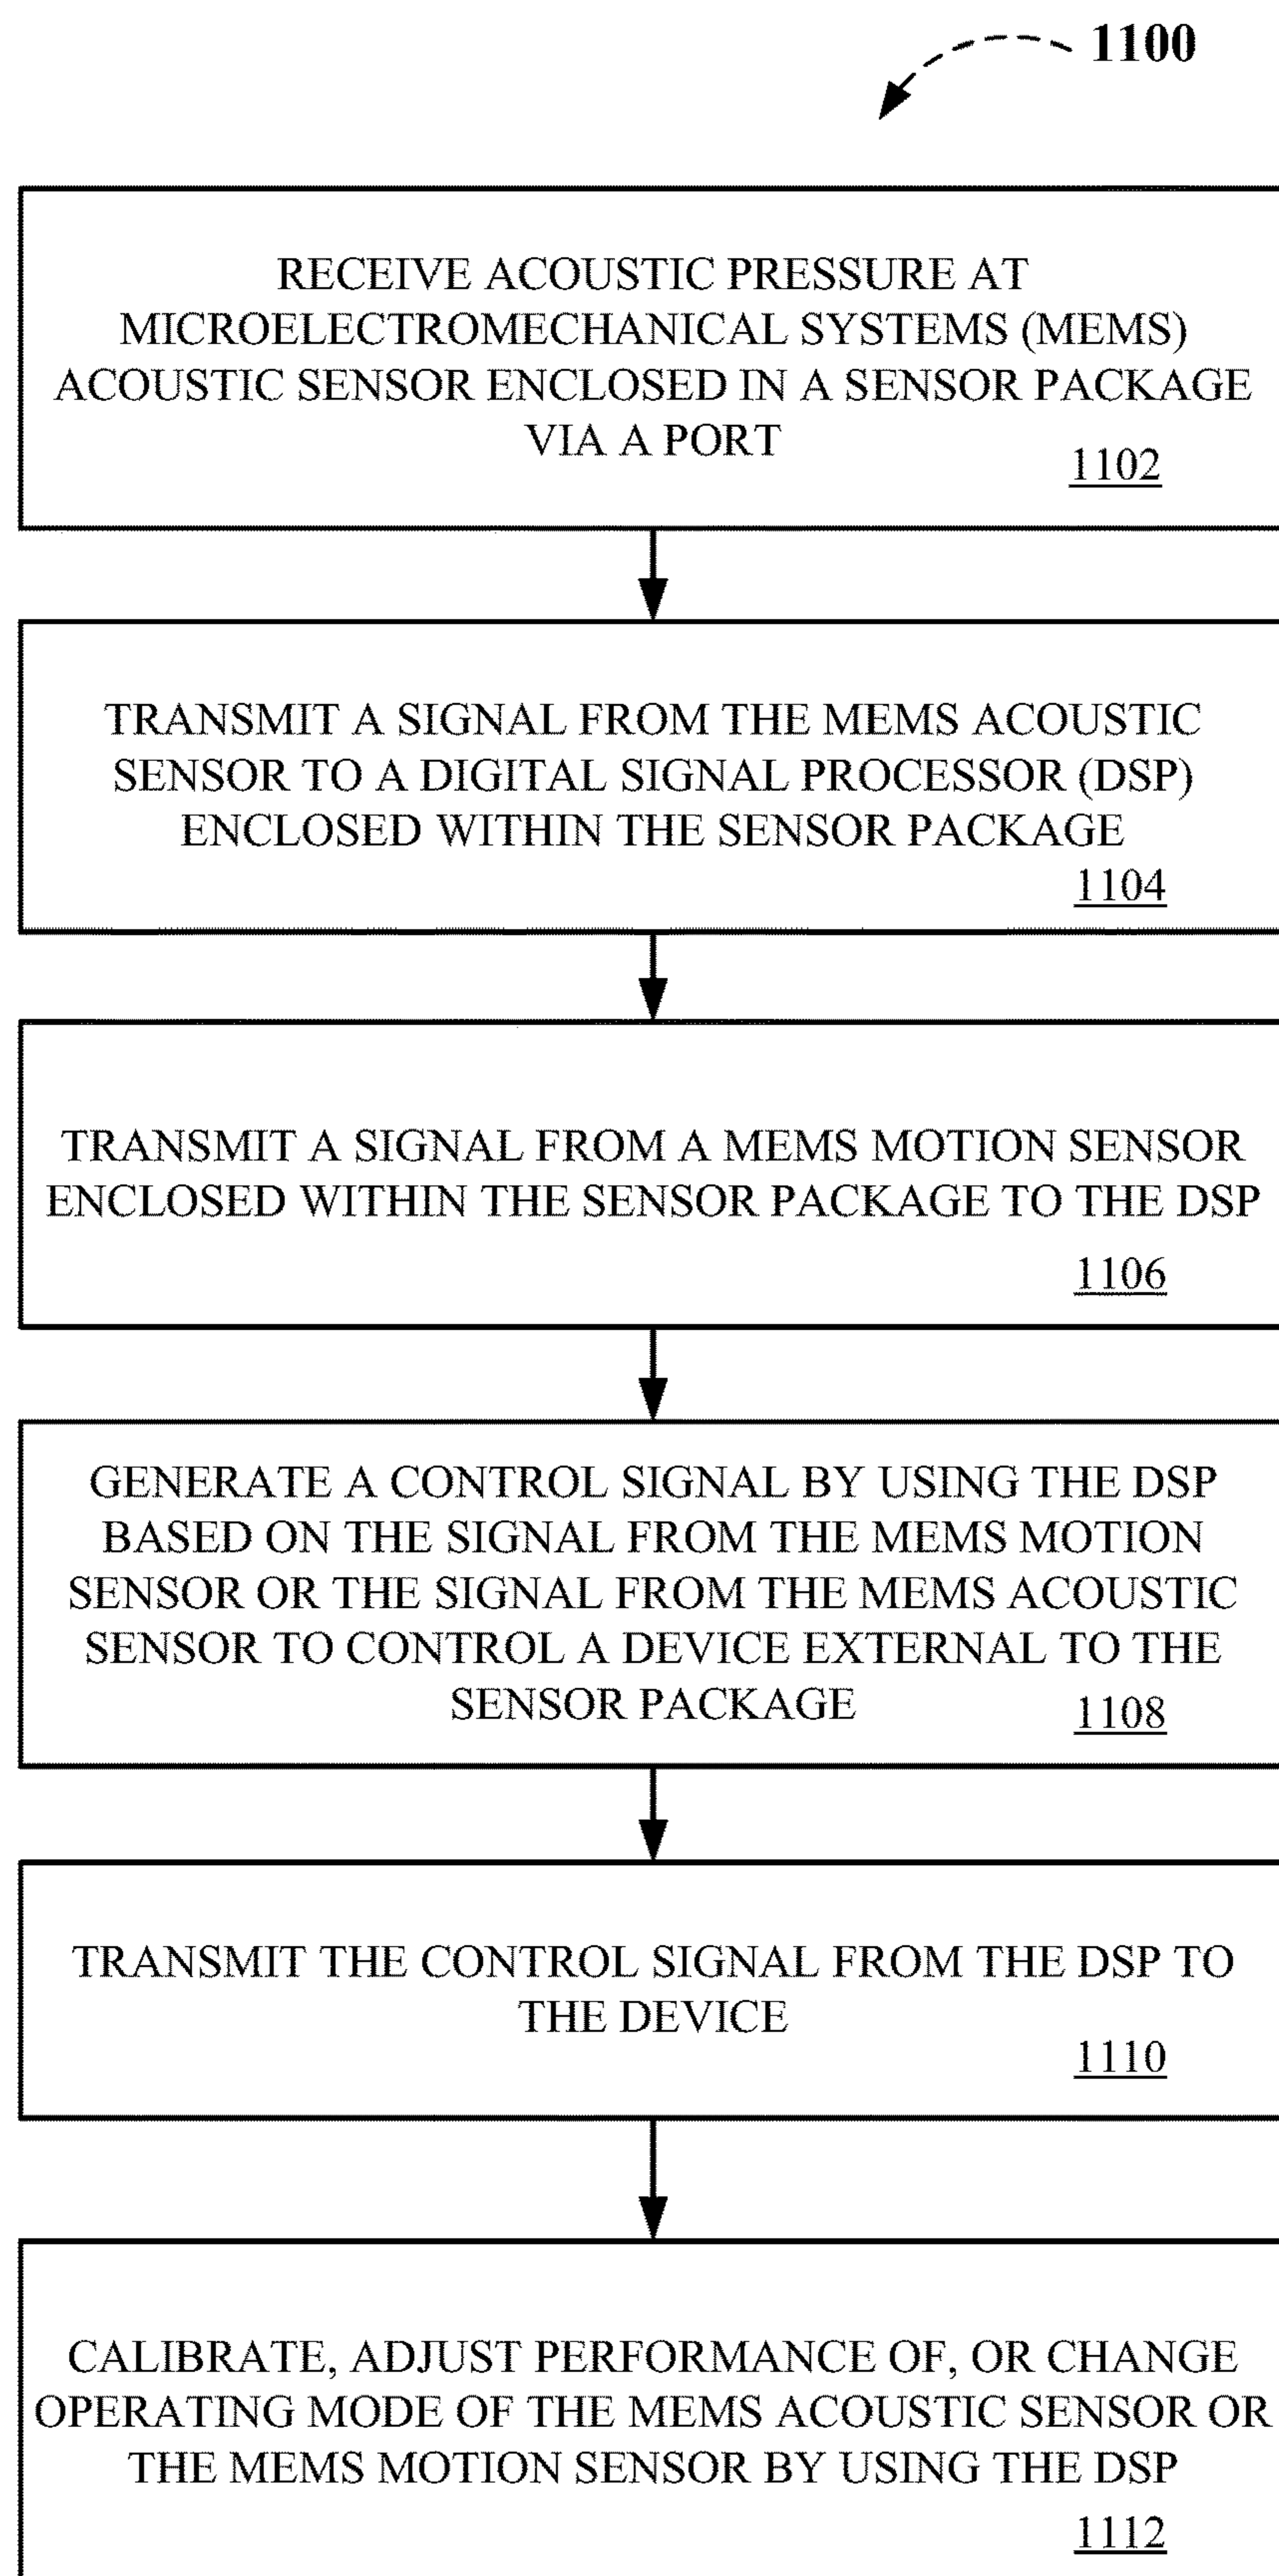 1100
RECEIVE ACOUSTIC PRESSURE AT
MICROELECTROMECHANICAL SYSTEMS (MEMS)
ACOUSTIC SENSOR ENCLOSED IN A SENSOR PACKAGE
VIA A PORT
1102
TRANSMIT A SIGNAL FROM THE MEMS ACOUSTIC
SENSOR TO A DIGITAL SIGNAL PROCESSOR (DSP)
ENCLOSED WITHIN THE SENSOR PACKAGE
1104
TRANSMIT A SIGNAL FROM A MEMS MOTION SENSOR
ENCLOSED WITHIN THE SENSOR PACKAGE TO THE DSP
1106
GENERATE A CONTROL SIGNAL BY USING THE DSP
BASED ON THE SIGNAL FROM THE MEMS MOTION
SENSOR OR THE SIGNAL FROM THE MEMS ACOUSTIC
SENSOR TO CONTROL A DEVICE EXTERNAL TO THE
SENSOR PACKAGE
1108
TRANSMIT THE CONTROL SIGNAL FROM THE DSP TO
THE DEVICE
1110
CALIBRATE, ADJUST PERFORMANCE OF, OR CHANGE
OPERATING MODE OF THE MEMS ACOUSTIC SENSOR OR
THE MEMS MOTION SENSOR BY USING THE DSP
1112